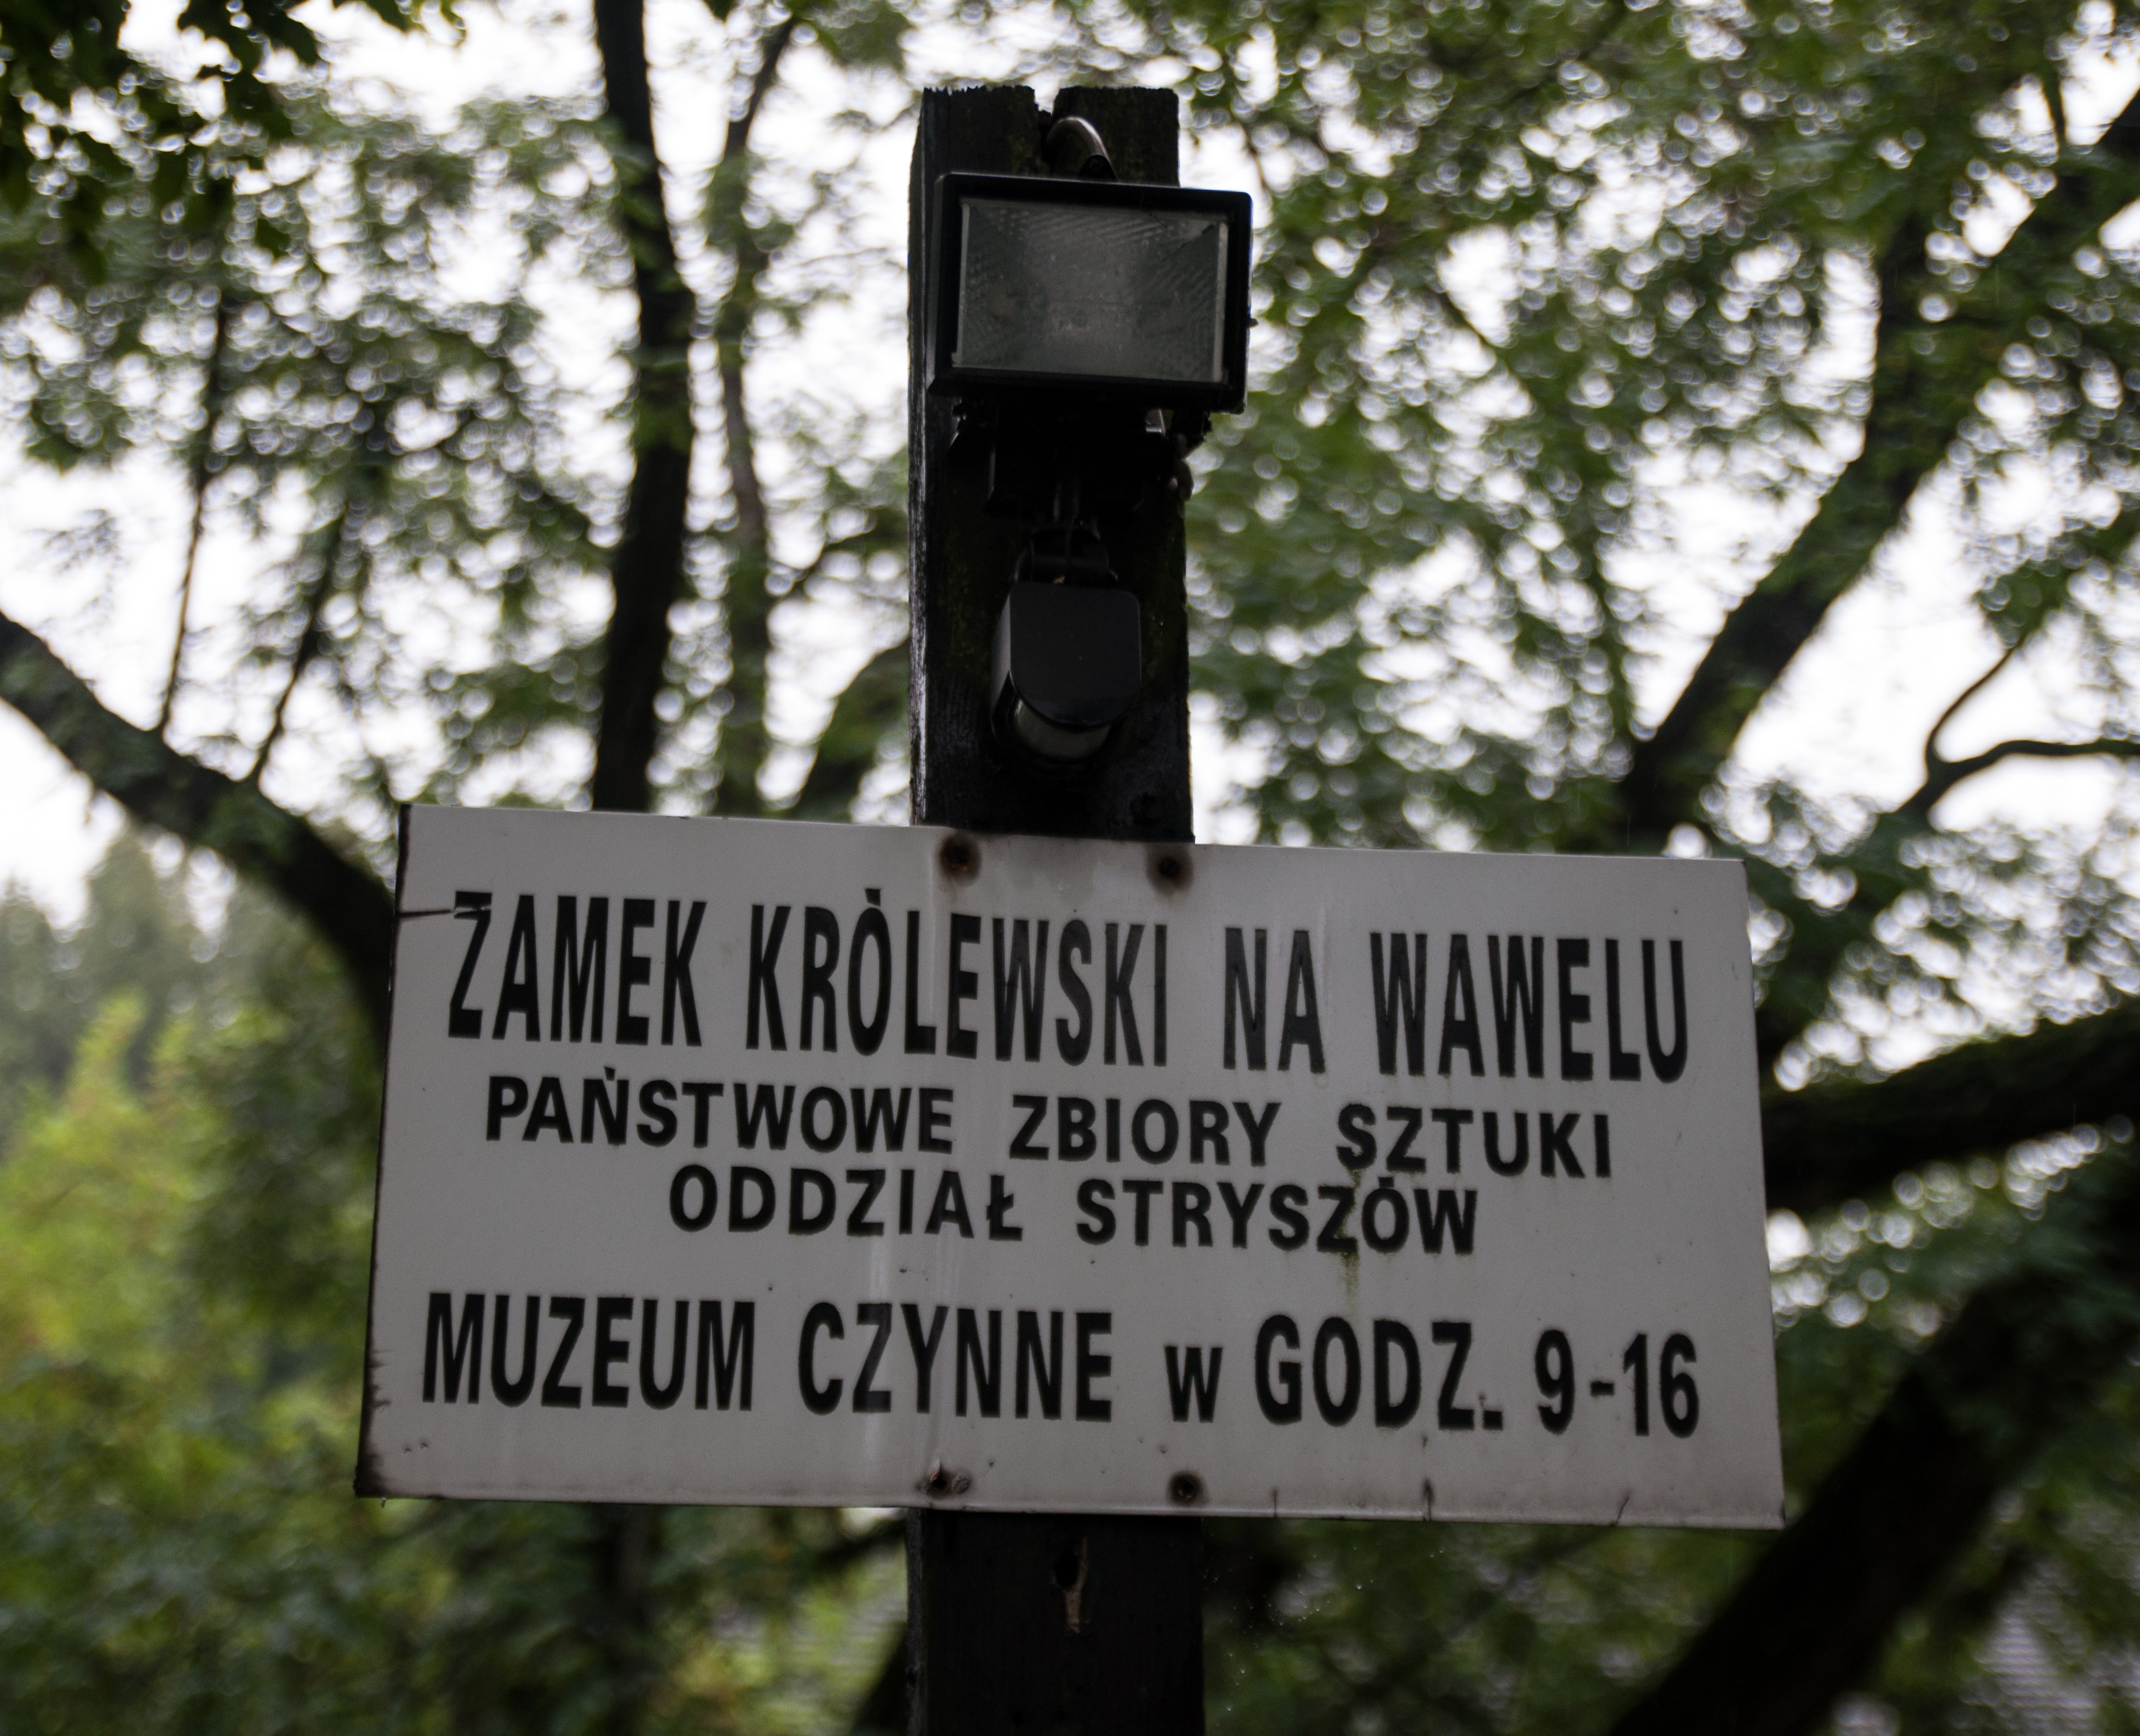 ZAMEK KRÓLEWSKI NA WAWELU
PAŃSTWOWE ZBIORY SZTUKI
ODDZIAŁ STRYSZÓW
MUZEUM CZYNNE w GODZ. 9-16